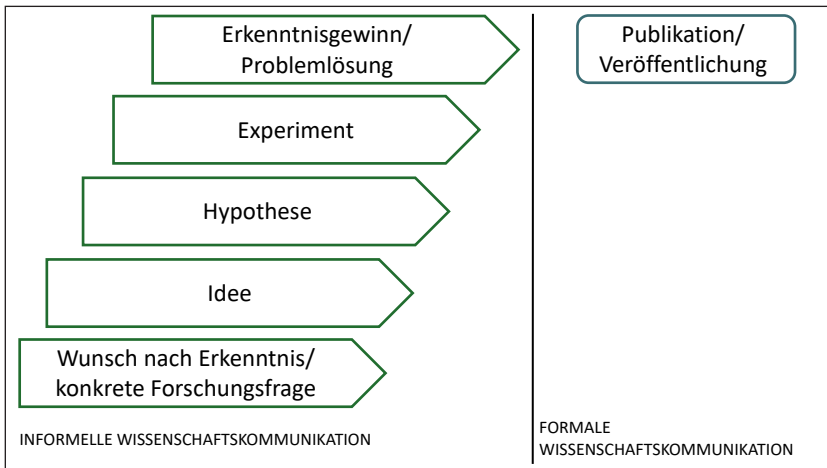 Erkenntnisgewinn/
Problemlösung
Publikation/
Veröffentlichung
Experiment
Hypothese
Idee
Wunsch nach Erkenntnis/
konkrete Forschungsfrage
INFORMELLE WISSENSCHAFTSKOMMUNIKATION
FORMALE
WISSENSCHAFTSKOMMUNIKATION